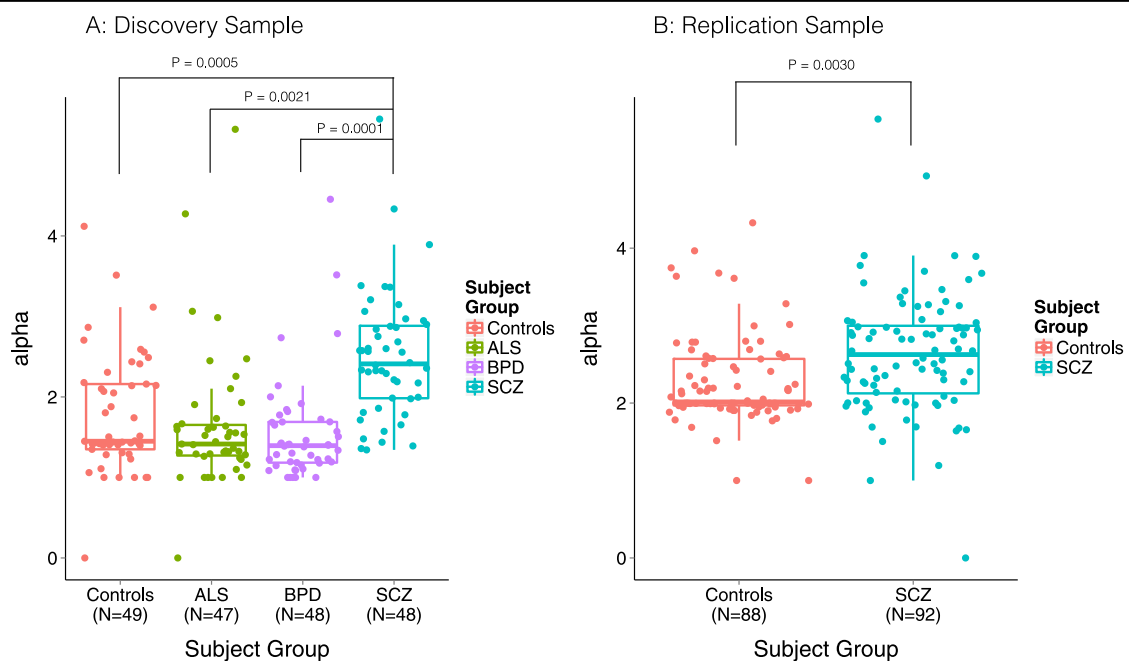 A: Discovery Sample
P = 0.0005
P = 0.0021
P = 0.0001
alpha
4
2
0
Controls
(N=49)
ALS
(N=47)
BPD
(N=48)
SCZ
(N=48)
Subject Group
Subject
Group
Controls
ALS
BPD
SCZ
B: Replication Sample
P = 0.0030
alpha
4
2
0
Controls
(N=88)
SCZ
(N=92)
Subject Group
Subject
Group
Controls
SCZ